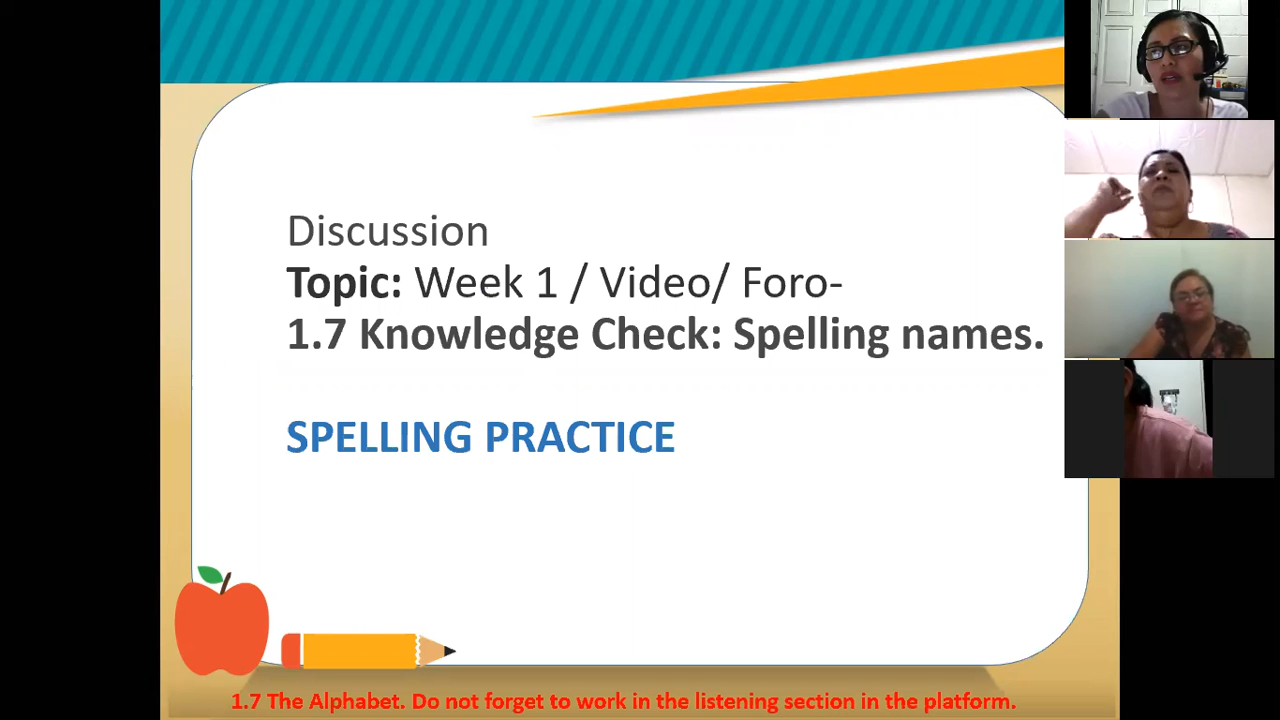 Discussion
Topic: Week 1 / Video/ Foro-
1.7 Knowledge Check: Spelling names.
SPELLING PRACTICE
1.7 The Alphabet. Do not forget to work in the listening section in the platform.